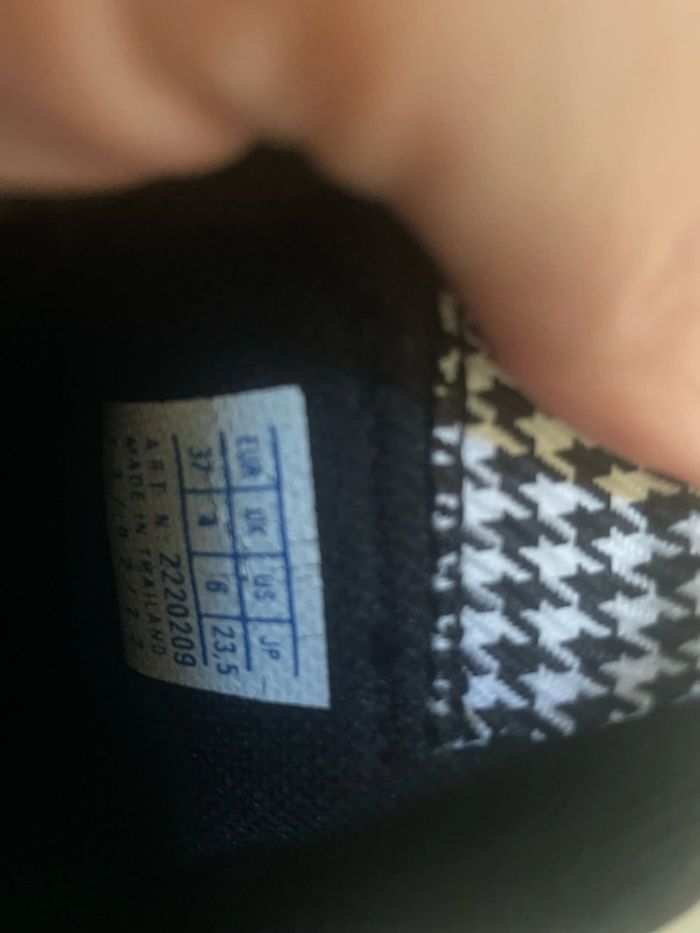 EUR UK US JP
37 4 6 23,5
ART. N: 2220209
MADE IN THAILAND